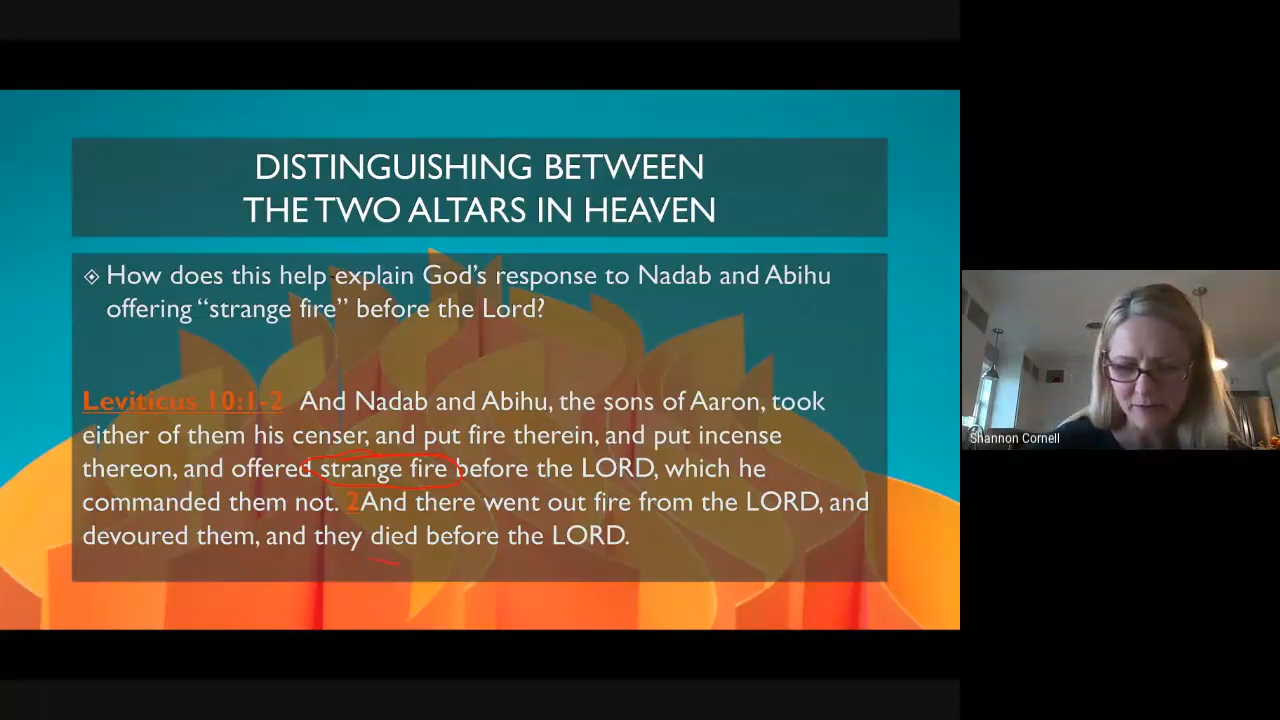 DISTINGUISHING BETWEEN
THE TWO ALTARS IN HEAVEN
How does this help explain God's response to Nadab and Abihu
offering “strange fire” before the Lord?
Leviticus 10:1-2 And Nadab and Abihu, the sons of Aaron, took
either of them his censer, and put fire therein, and put incense
thereon, and offered strange fire before the LORD, which he
commanded them not. 2And there went out fire from the LORD, and
devoured them, and they died before the LORD.
Shannon Cornell